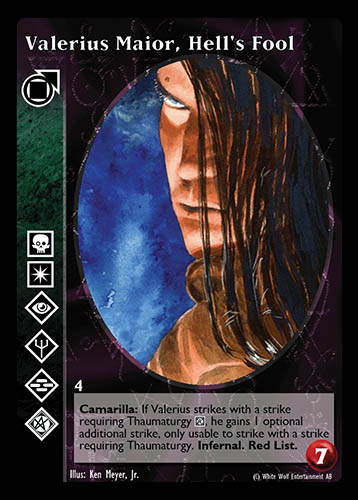 Valerius Maior, Hell's Fool
4
Camarilla: If Valerius strikes with a strike
requiring Thaumaturgy , he gains 1 optional
additional strike, only usable to strike with a strike
requiring Thaumaturgy. Infernal. Red List.
7
Illus: Ken Meyer, Jr.
(C) White Wolf Entertainment AB